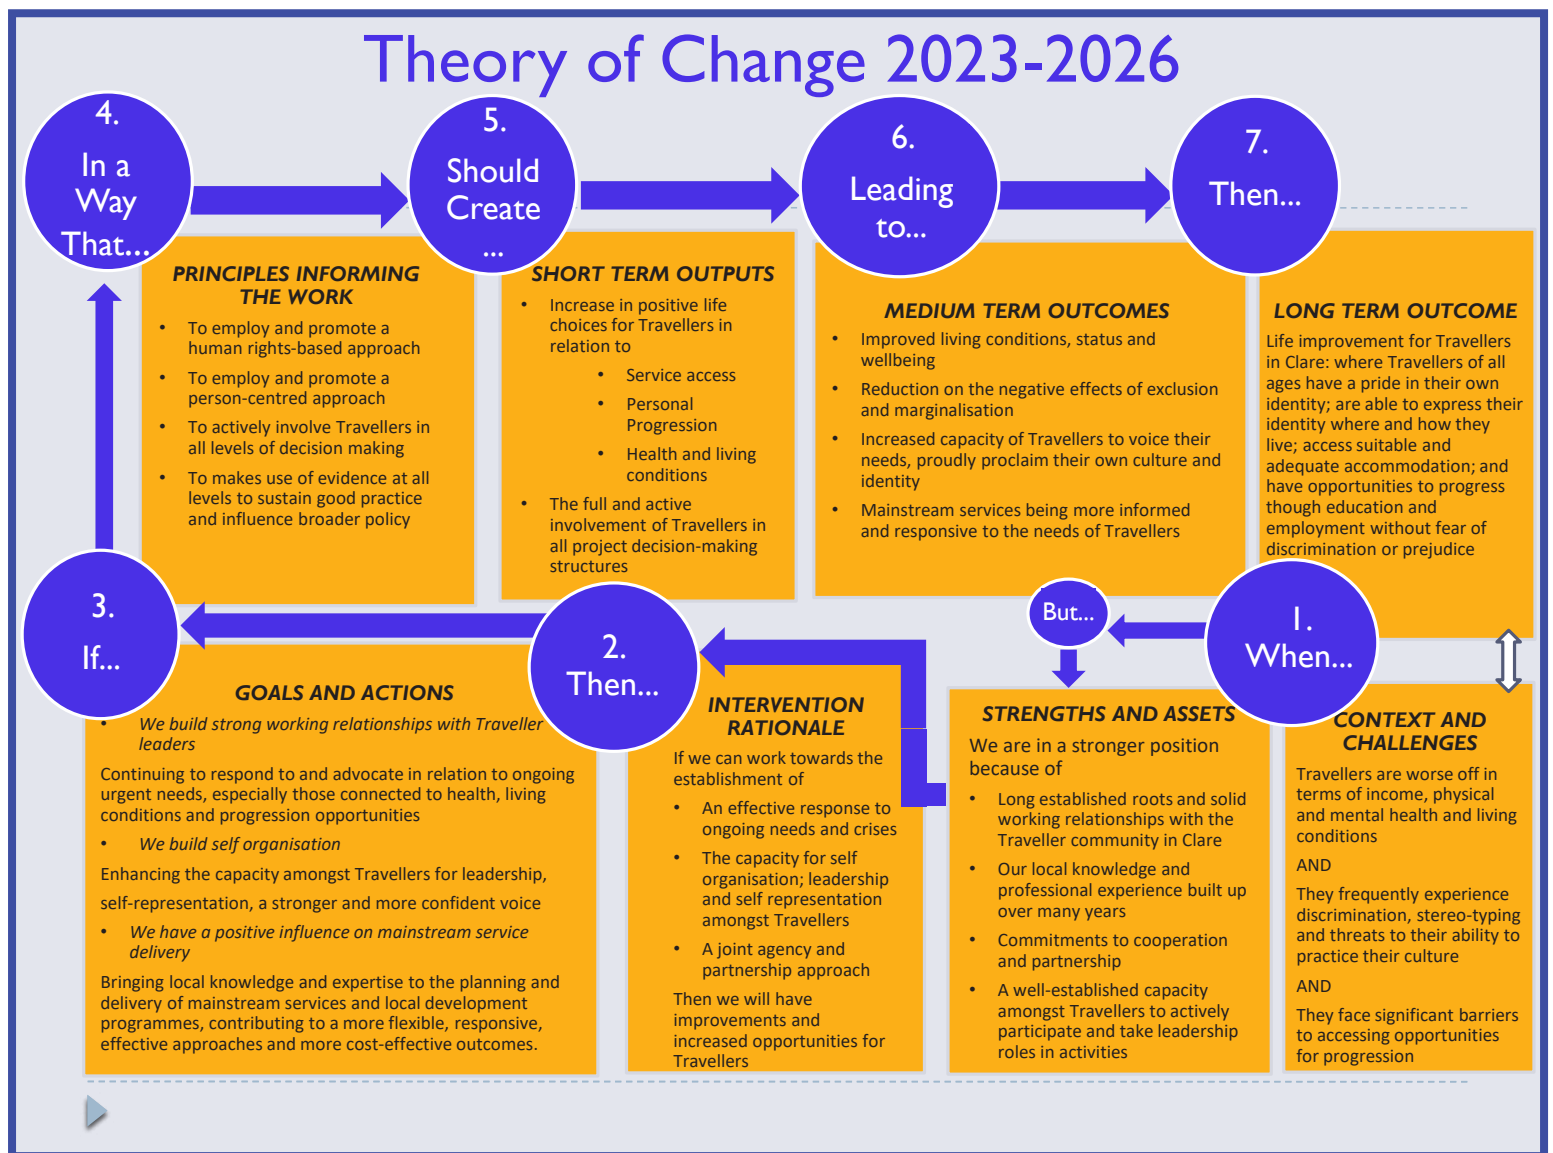 Theory of Change 2023-2026
4.
In a
Way
That...
PRINCIPLES INFORMING
THE WORK
• To employ and promote a
human rights-based approach
• To employ and promote a
person-centred approach
• To actively involve Travellers in
all levels of decision making
• To makes use of evidence at all
levels to sustain good practice
and influence broader policy
5.
Should
Create
...
SHORT TERM OUTPUTS
• Increase in positive life
choices for Travellers in
relation to
• Service access
• Personal
Progression
• Health and living
conditions
• The full and active
involvement of Travellers in
all project decision-making
structures
6.
Leading
to...
MEDIUM TERM OUTCOMES
• Improved living conditions, status and
wellbeing
• Reduction on the negative effects of exclusion
and marginalisation
• Increased capacity of Travellers to voice their
needs, proudly proclaim their own culture and
identity
• Mainstream services being more informed
and responsive to the needs of Travellers
7.
Then...
LONG TERM OUTCOME
Life improvement for Travellers
in Clare: where Travellers of all
ages have a pride in their own
identity; are able to express their
identity where and how they
live; access suitable and
adequate accommodation; and
have opportunities to progress
though education and
employment without fear of
discrimination or prejudice
3.
If...
GOALS AND ACTIONS
• We build strong working relationships with Traveller
leaders
Continuing to respond to and advocate in relation to ongoing
urgent needs, especially those connected to health, living
conditions and progression opportunities
• We build self organisation
Enhancing the capacity amongst Travellers for leadership,
self-representation, a stronger and more confident voice
• We have a positive influence on mainstream service
delivery
Bringing local knowledge and expertise to the planning and
delivery of mainstream services and local development
programmes, contributing to a more flexible, responsive,
effective approaches and more cost-effective outcomes.
2.
Then...
INTERVENTION
RATIONALE
If we can work towards the
establishment of
• An effective response to
ongoing needs and crises
• The capacity for self
organisation; leadership
and self representation
amongst Travellers
• A joint agency and
partnership approach
Then we will have
improvements and
increased opportunities for
Travellers
But...
STRENGTHS AND ASSETS
We are in a stronger position
because of
• Long established roots and solid
working relationships with the
Traveller community in Clare
• Our local knowledge and
professional experience built up
over many years
• Commitments to cooperation
and partnership
• A well-established capacity
amongst Travellers to actively
participate and take leadership
roles in activities
1.
When...
CONTEXT AND
CHALLENGES
Travellers are worse off in
terms of income, physical
and mental health and living
conditions
AND
They frequently experience
discrimination, stereo-typing
and threats to their ability to
practice their culture
AND
They face significant barriers
to accessing opportunities
for progression